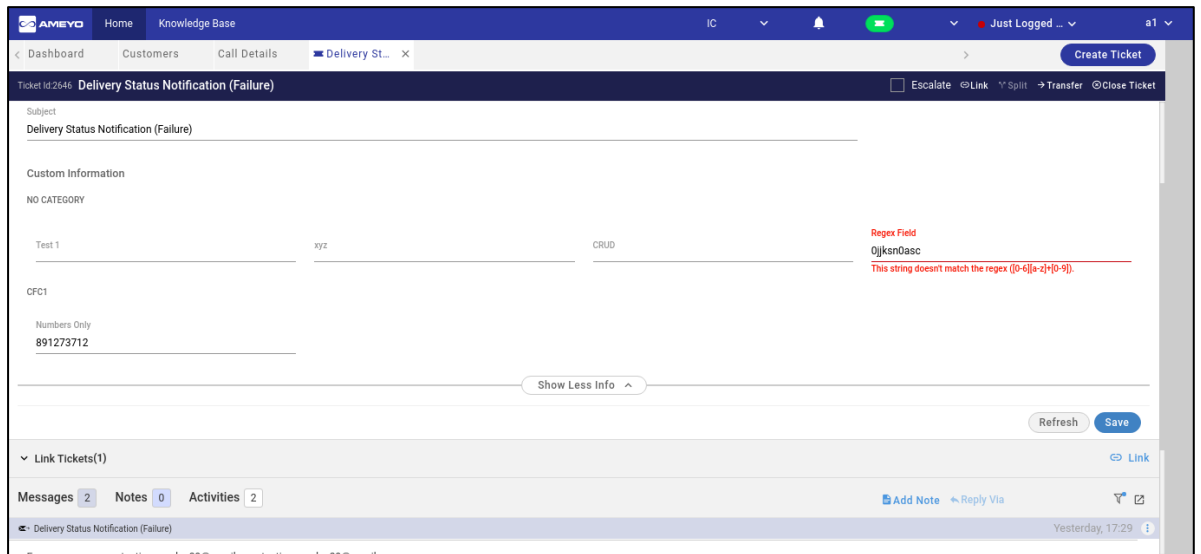 AMEYO Home Knowledge Base IC Just Logged ... a1
Dashboard Customers Call Details Delivery St... × Create Ticket
Ticket Id:2646 Delivery Status Notification (Failure) Escalate Link Split Transfer Close Ticket
Subject
Delivery Status Notification (Failure)
Custom Information
NO CATEGORY
Regex Field
Test 1 xyz CRUD 0jjksn0asc
This string doesn't match the regex ([0-6][a-z]+[0-9]).
CFC1
Numbers Only
891273712
Show Less Info
Refresh Save
Link Tickets(1) Link
Messages 2 Notes 0 Activities 2 Add Note Reply Via
Delivery Status Notification (Failure) Yesterday, 17:29